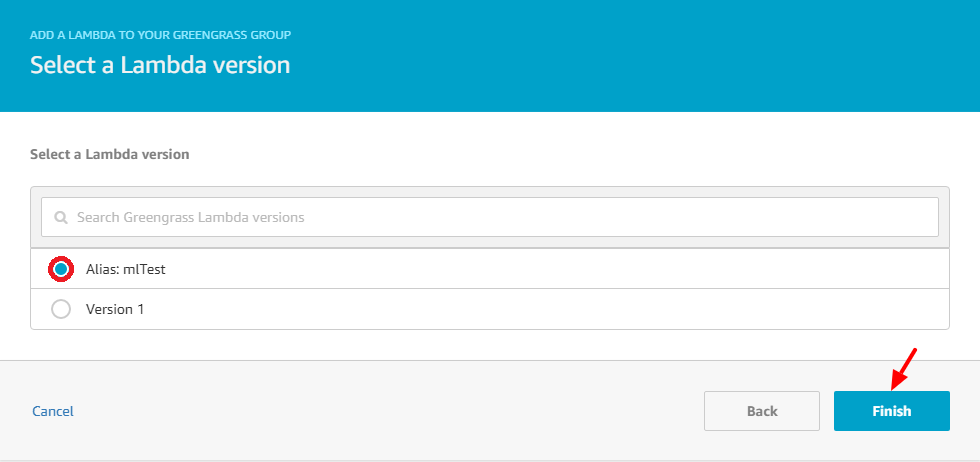 ADD A LAMBDA TO YOUR GREENGRASS GROUP
Select a Lambda version
Select a Lambda version
Search Greengrass Lambda versions
Alias: mlTest
Version 1
Cancel
Back
Finish